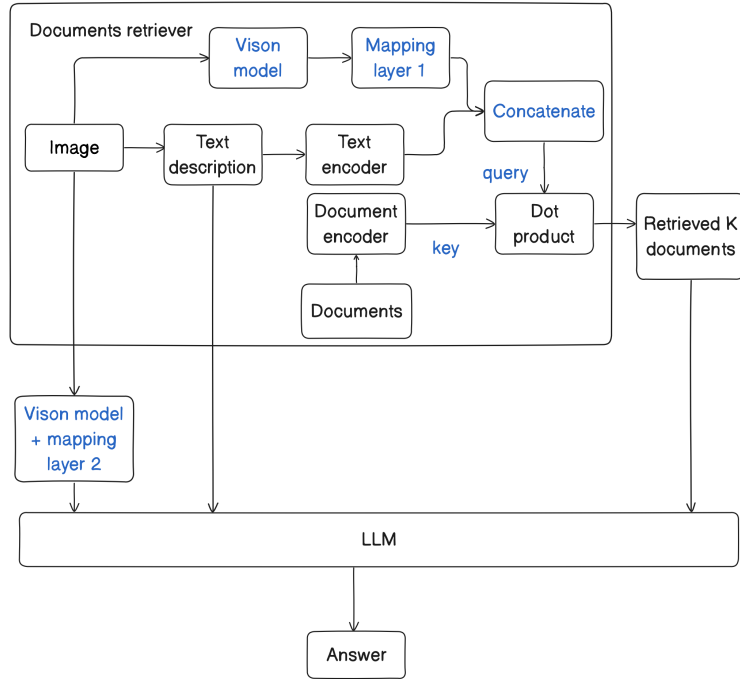 Documents retriever
Vison
model
Mapping
layer 1
Concatenate
Image
Text
description
Text
encoder
query
Document
encoder
key
Dot
product
Retrieved K
documents
Documents
Vison model
+ mapping
layer 2
LLM
Answer